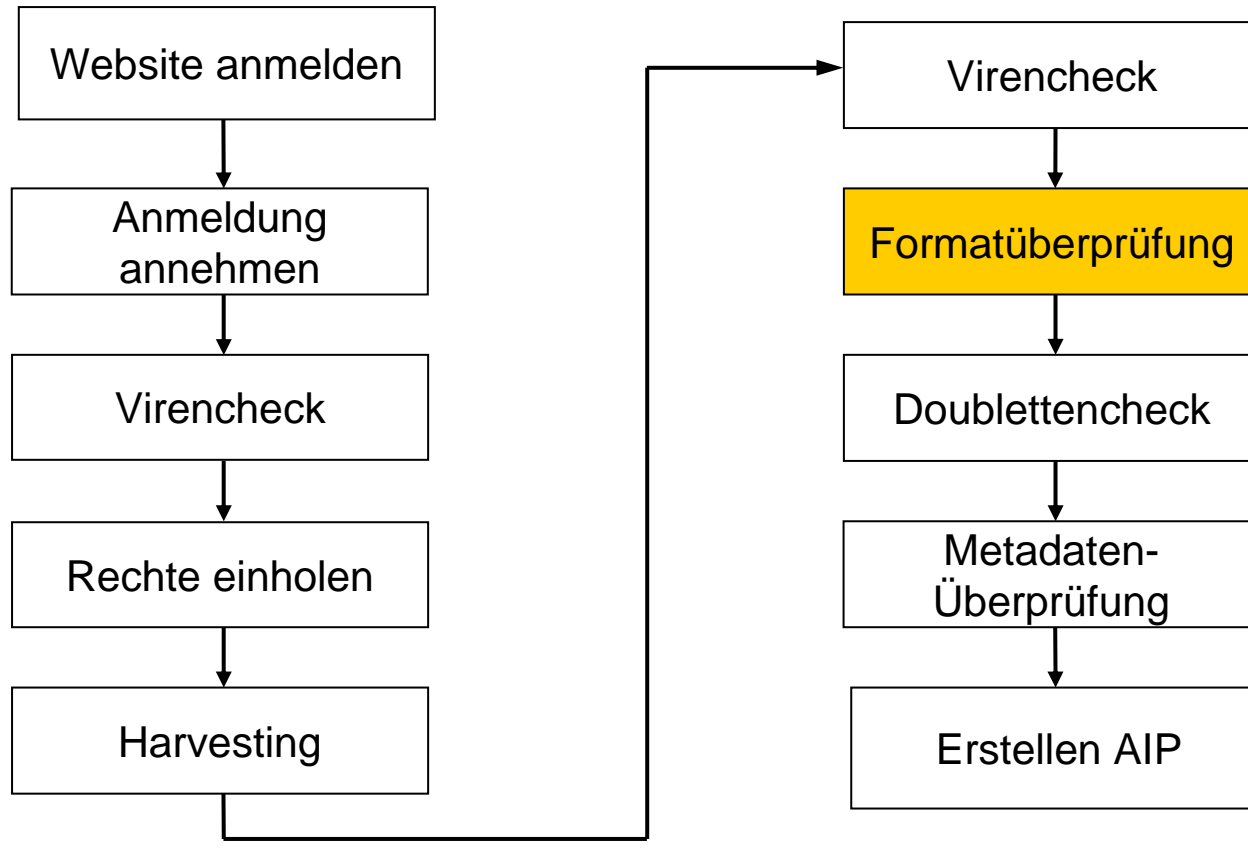 Website anmelden
Anmeldung
annehmen
Virencheck
Rechte einholen
Harvesting
Virencheck
Formatüberprüfung
Doublettencheck
Metadaten-
Überprüfung
Erstellen AIP